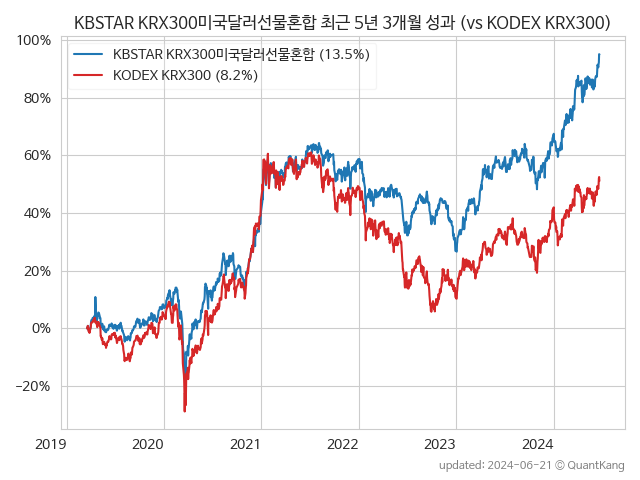 KBSTAR KRX300미국달러선물혼합 최근 5년 3개월 성과 (vs KODEX KRX300)
100%
KBSTAR KRX300미국달러선물혼합 (13.5%)
KODEX KRX300 (8.2%)
80%
60%
40%
20%
0%
−20%
2019 2020 2021 2022 2023 2024
updated: 2024-06-21 © QuantKang